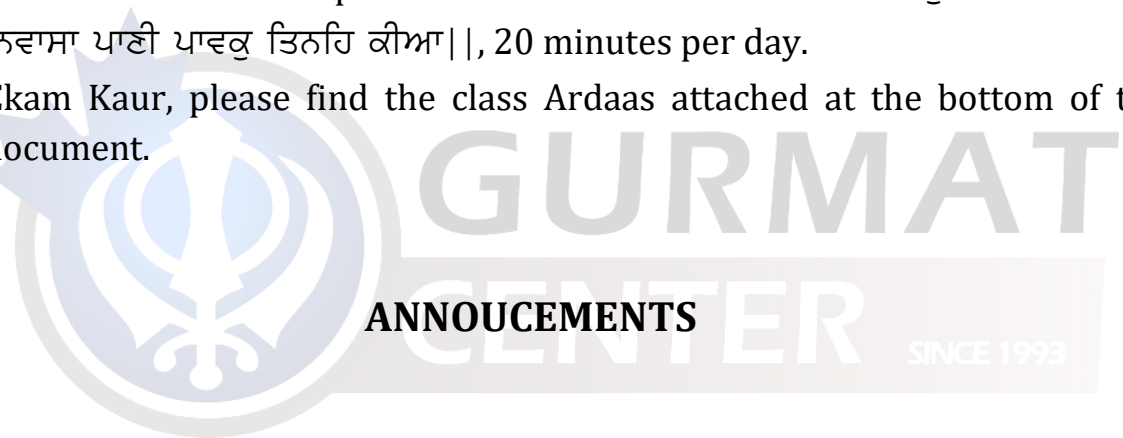 ਪਾਣੀ ਪਾਵਕੁ ਤਿਨਹਿ ਕੀਆ||, 20 minutes per day.
Ekam Kaur, please find the class Ardaas attached at the bottom of
document.
GURMAT
CENTER
SINCE 1993
ANNOUCEMENTS